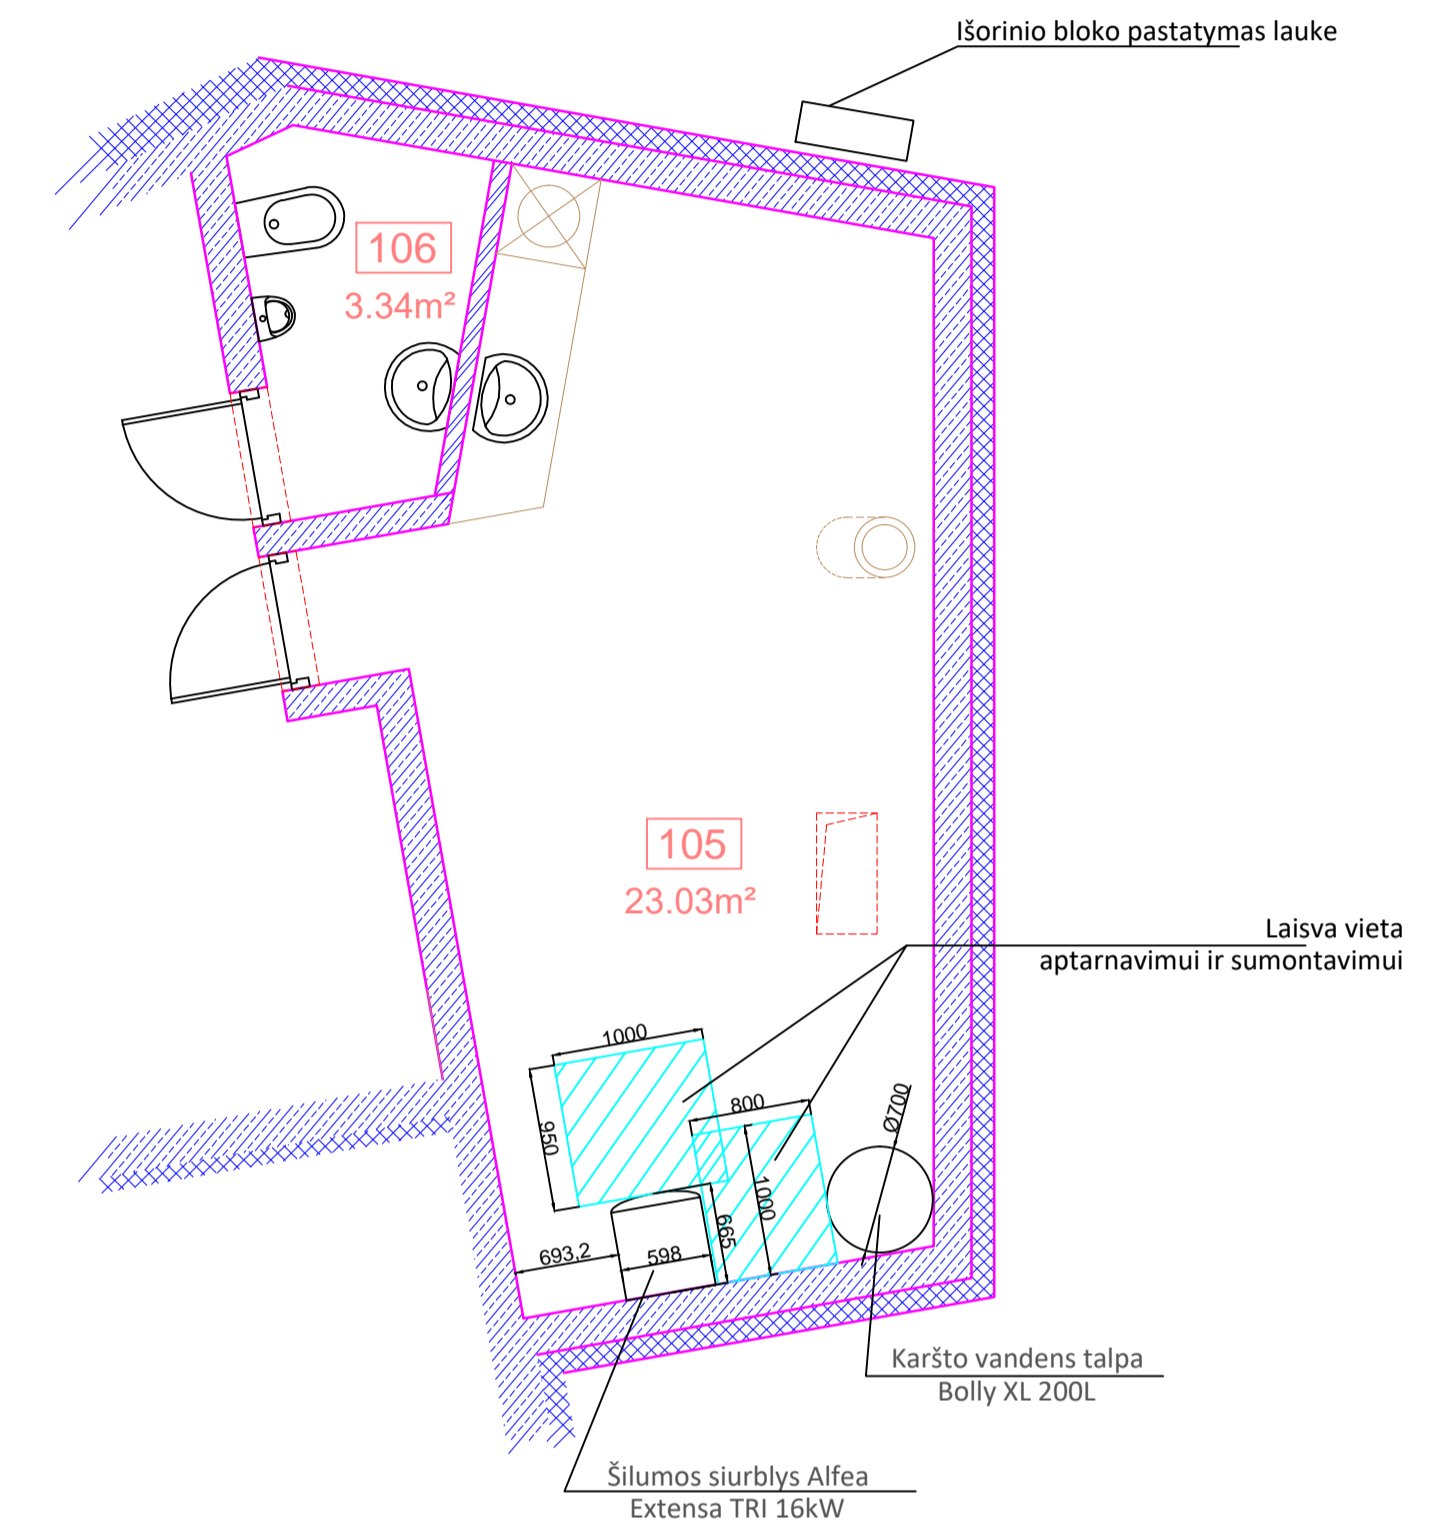 Išorinio bloko pastatymas lauke
106
3.34m²
105
23.03m²
Laisva vieta
aptarnavimui ir sumontavimui
1000
950
800
1000
Ø700
665
693,2
598
Karšto vandens talpa
Bolly XL 200L
Šilumos siurblys Alfea
Extensa TRI 16kW